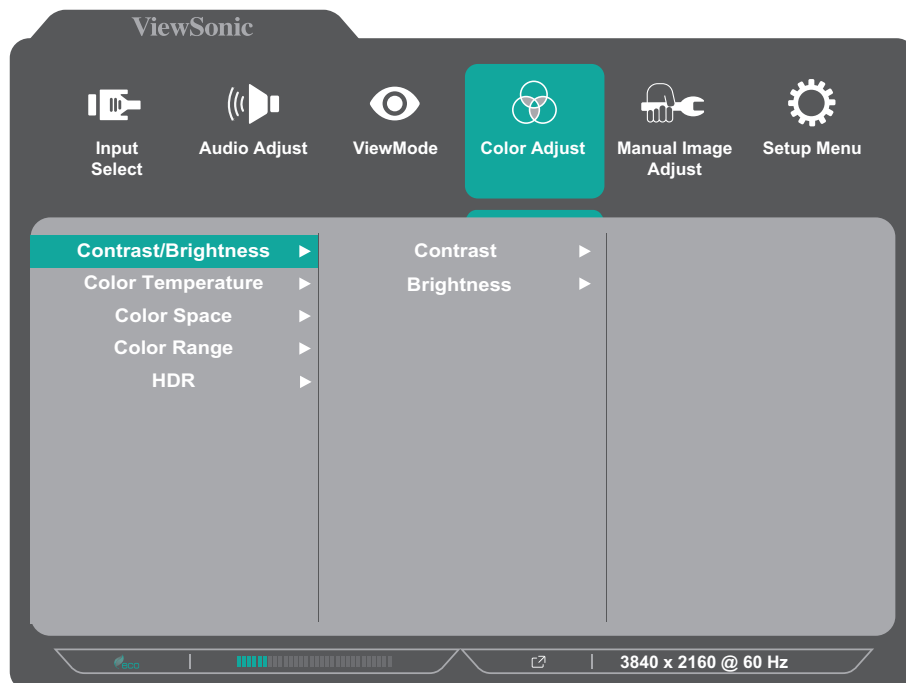 ViewSonic
Input
Select
Audio Adjust
ViewMode
Color Adjust
Manual Image
Adjust
Setup Menu
Contrast/Brightness
Color Temperature
Color Space
Color Range
HDR
Contrast
Brightness
eco
3840 x 2160 @ 60 Hz